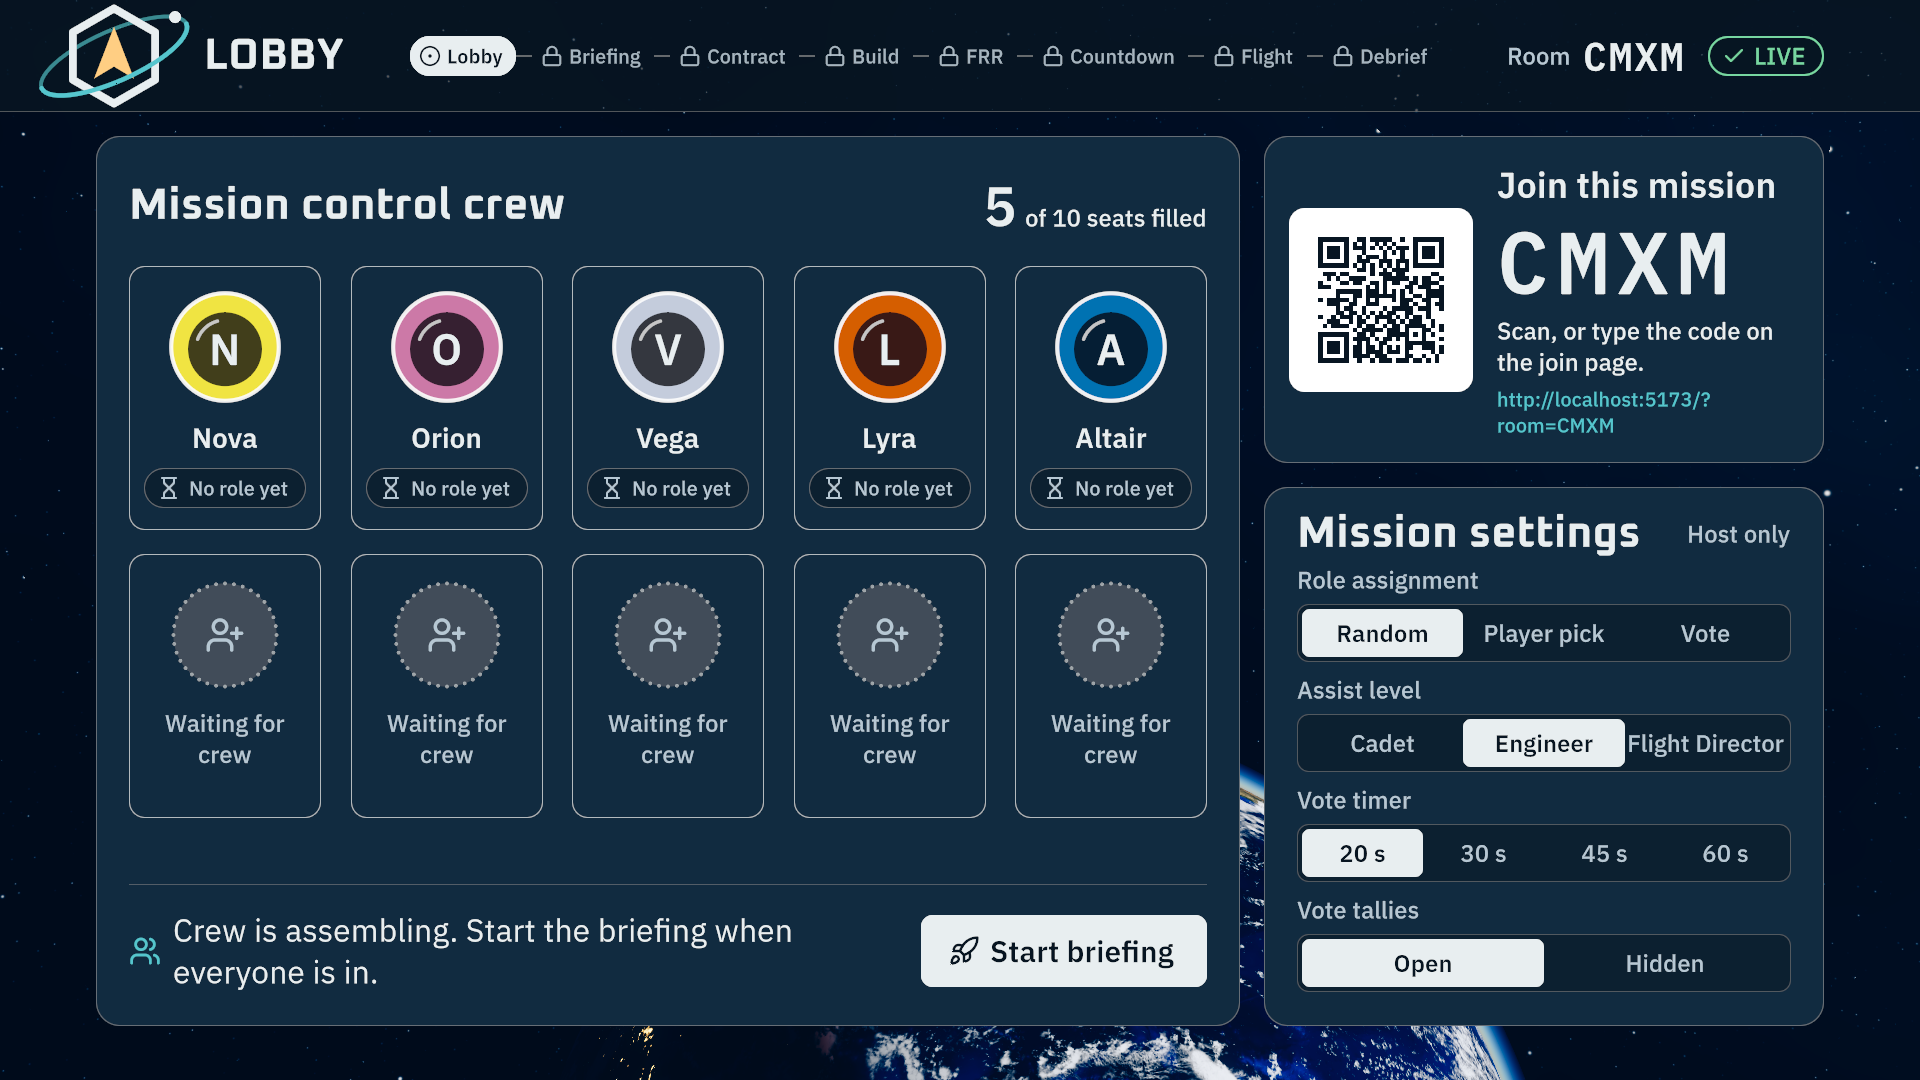 LOBBY
Lobby
Briefing
Contract
Build
FRR
Countdown
Flight
Debrief
Room CMXM
LIVE
Mission control crew
5 of 10 seats filled
N
O
V
L
A
Nova
Orion
Vega
Lyra
Altair
No role yet
No role yet
No role yet
No role yet
No role yet
Waiting for
crew
Waiting for
crew
Waiting for
crew
Waiting for
crew
Waiting for
crew
Crew is assembling. Start the briefing when
everyone is in.
Start briefing
Join this mission
CMXM
Scan, or type the code on
the join page.
http://localhost:5173/?
room=CMXM
Mission settings
Host only
Role assignment
Random
Player pick
Vote
Assist level
Cadet
Engineer
Flight Director
Vote timer
20 s
30 s
45 s
60 s
Vote tallies
Open
Hidden